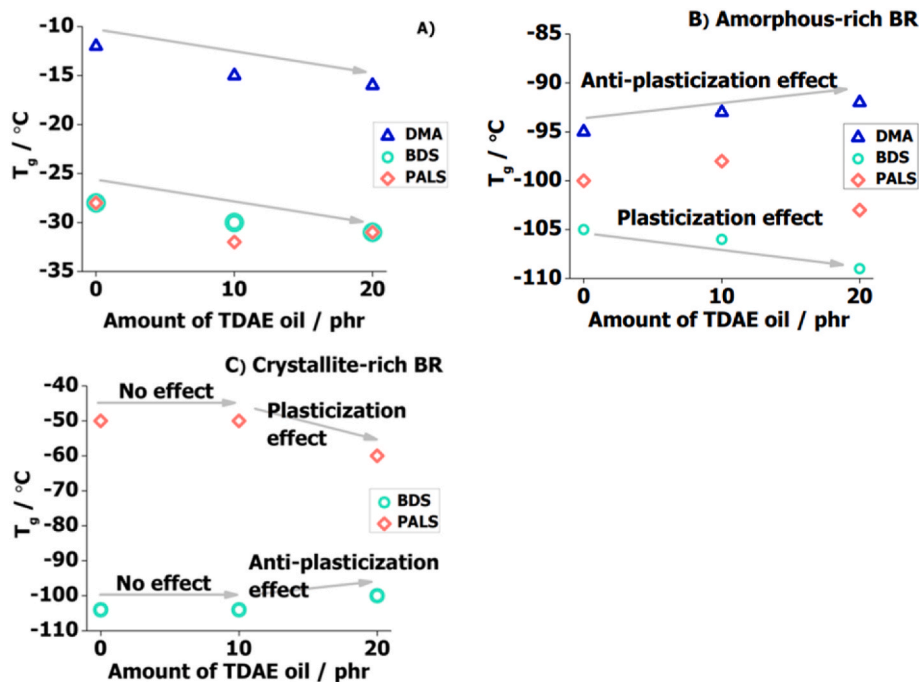 A)
-10
-15
-20
-25
-30
-35
T_g / °C
DMA
BDS
PALS
0 10 20
Amount of TDAE oil / phr
B) Amorphous-rich BR
-85
-90
-95
-100
-105
-110
T_g / °C
Anti-plasticization effect
DMA
BDS
PALS
Plasticization effect
0 10 20
Amount of TDAE oil / phr
C) Crystallite-rich BR
-40
-50
-60
-70
-80
-90
-100
-110
T_g / °C
No effect
Plasticization
effect
BDS
PALS
No effect
Anti-plasticization
effect
0 10 20
Amount of TDAE oil / phr